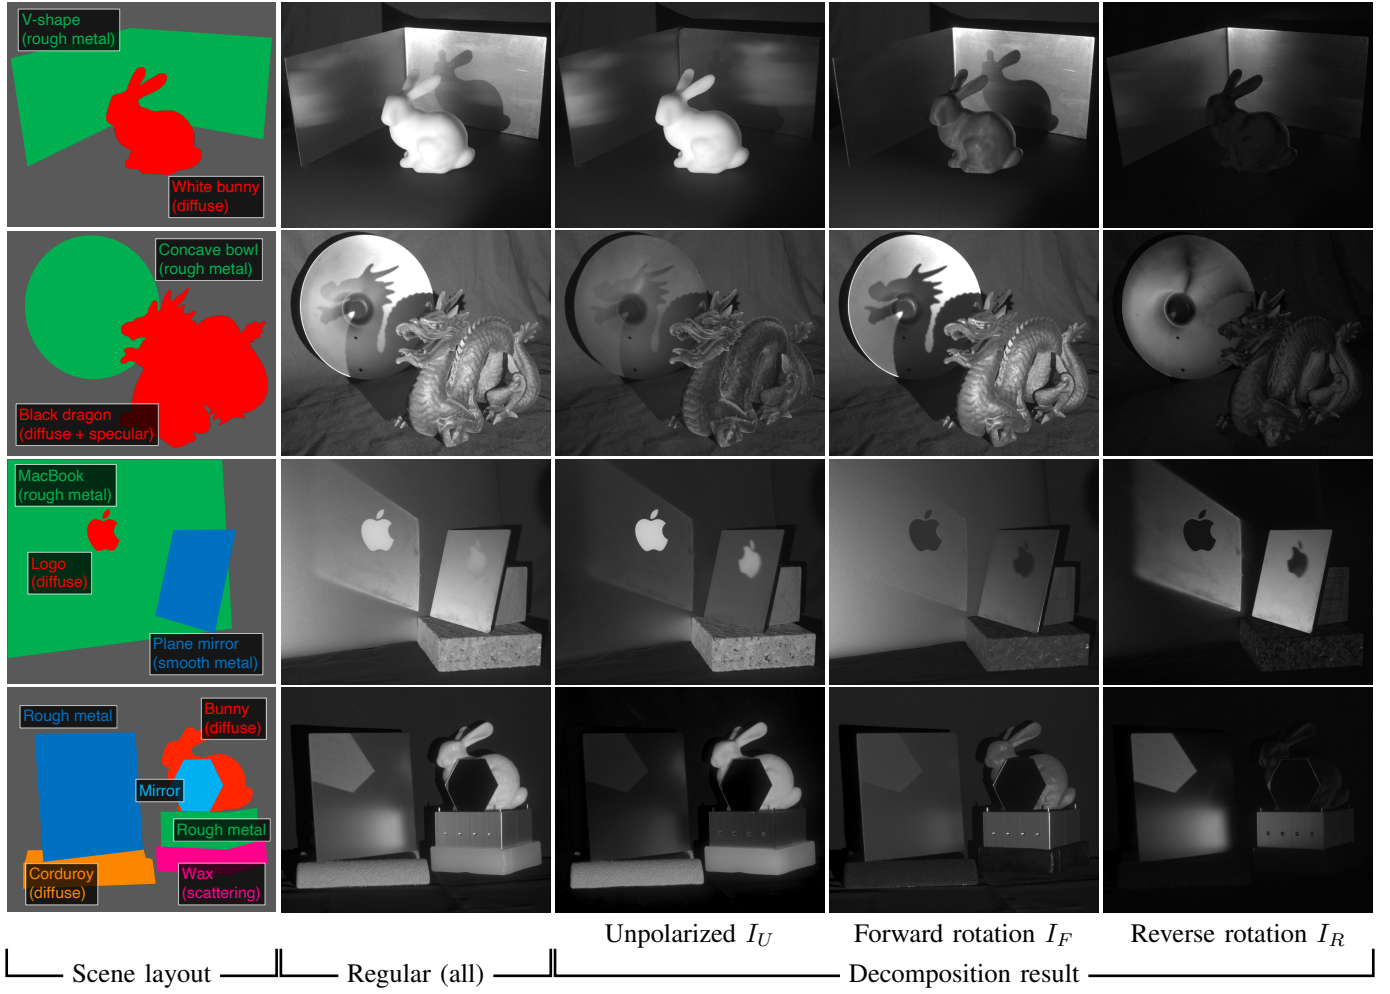 V-shape
(rough metal)
White bunny
(diffuse)
Concave bowl
(rough metal)
Black dragon
(diffuse + specular)
MacBook
(rough metal)
Logo
(diffuse)
Plane mirror
(smooth metal)
Rough metal
Bunny
(diffuse)
Mirror
Rough metal
Corduroy
(diffuse)
Wax
(scattering)
Unpolarized I_U
Forward rotation I_F
Reverse rotation I_R
Scene layout
Regular (all)
Decomposition result